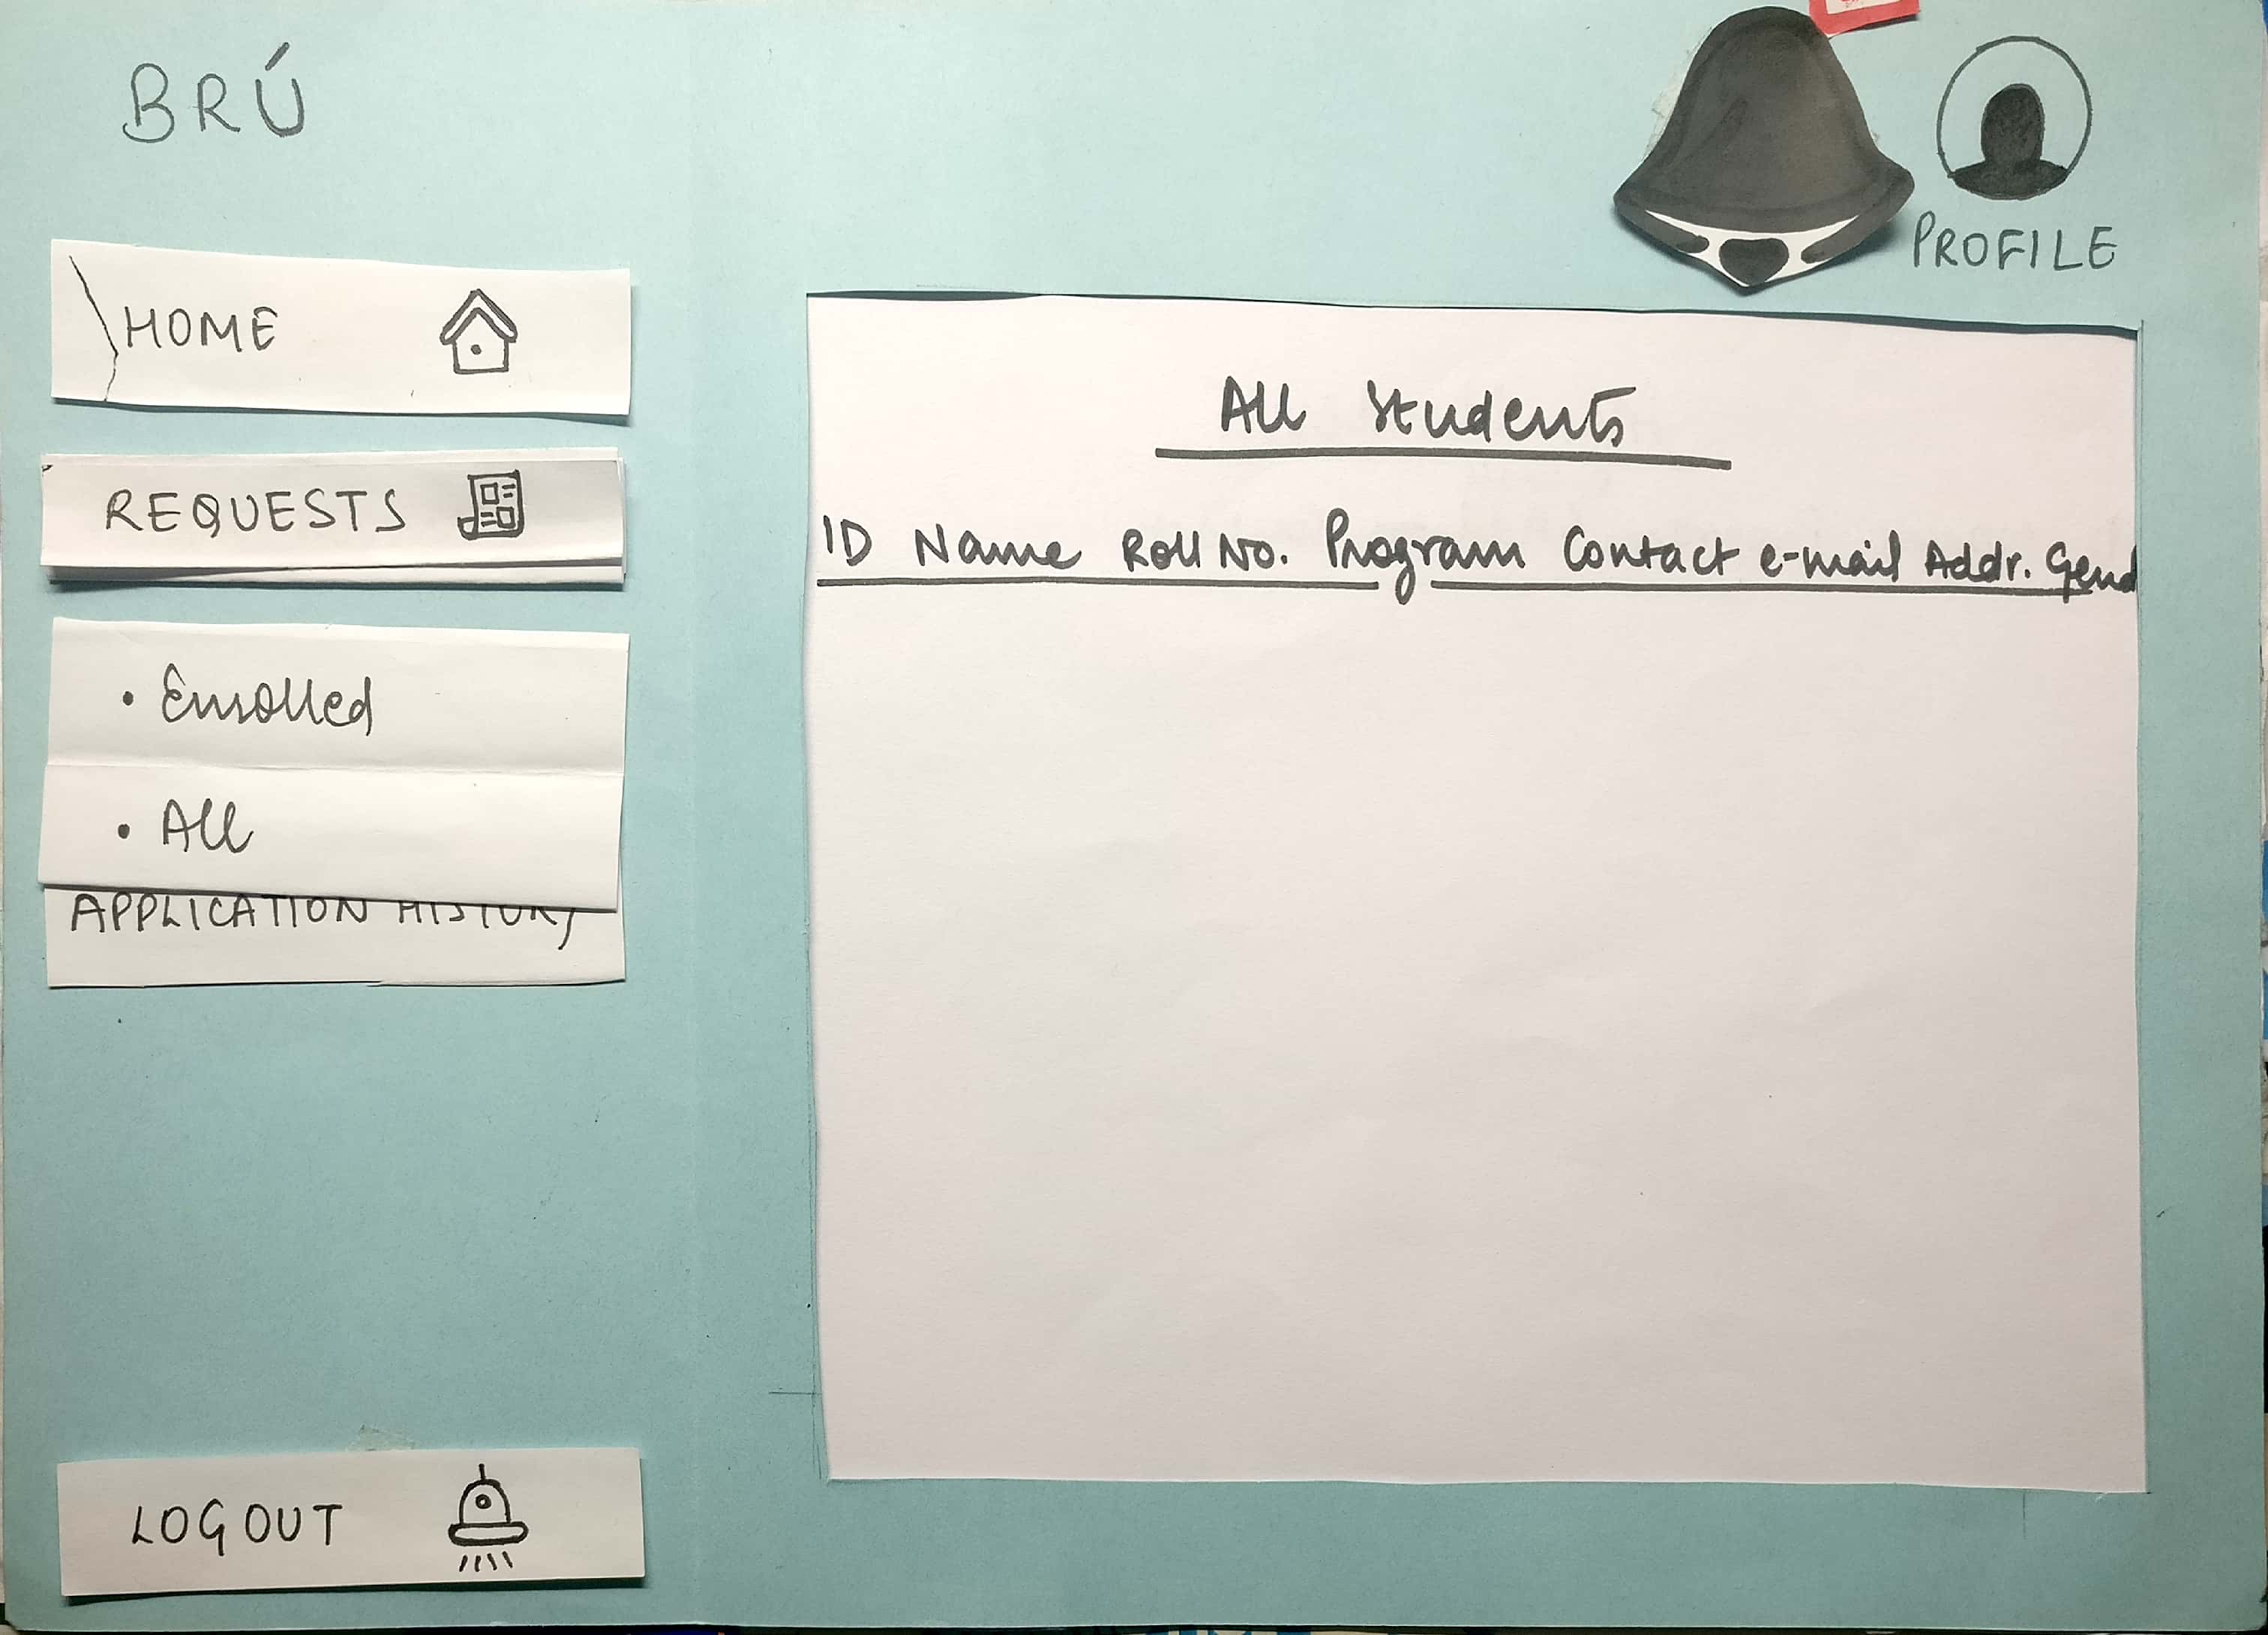 BRÚ
PROFILE
HOME
REQUESTS
• Enrolled
• All
APPLICATION HISTORY
LOGOUT
All Students
ID Name Roll No. Program Contact e-mail Addr. Gend